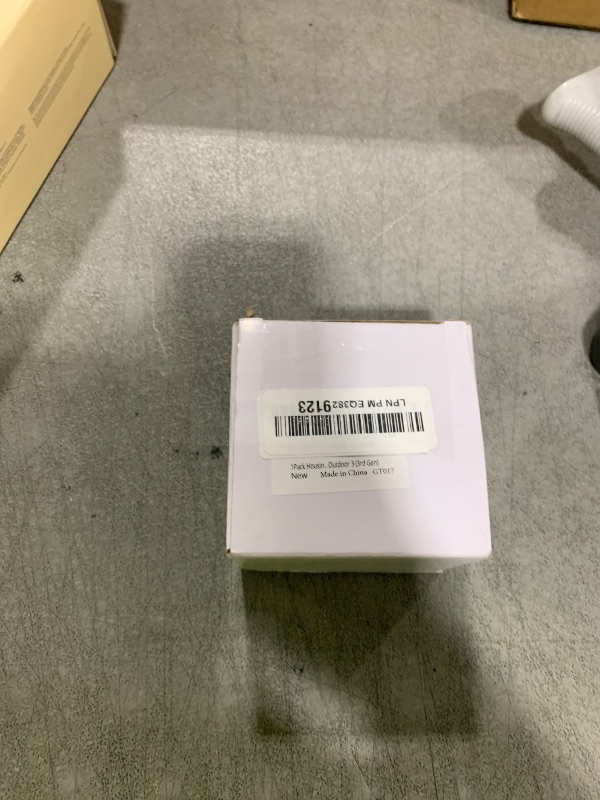 LPN PM EQ3829123
1Pack Housin...Outdoor 3 (3rd Gen)
New Made in China GT017